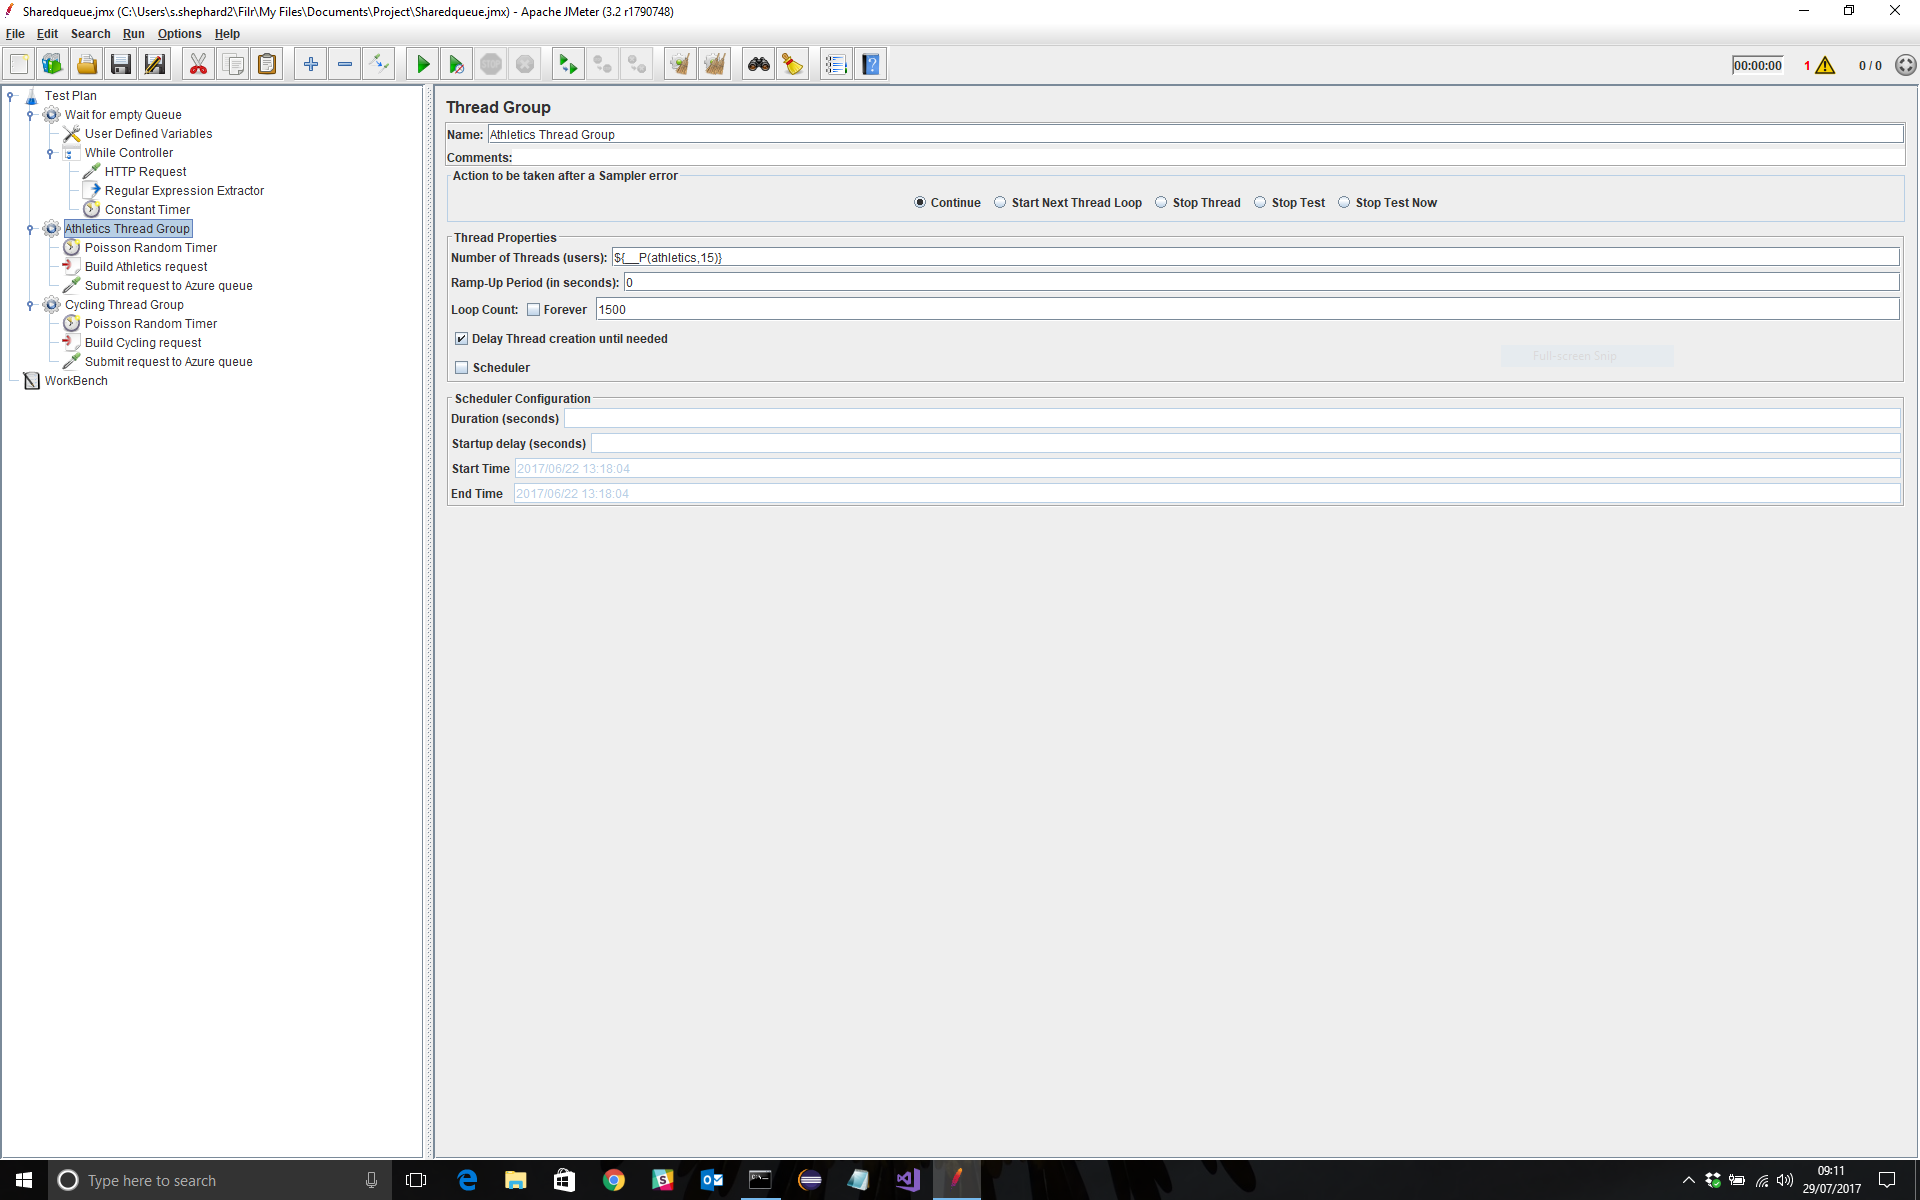 Sharedqueue.jmx (C:\Users\s.shephard2\Filr\My Files\Documents\Project\Sharedqueue.jmx) - Apache JMeter (3.2 r1790748)
File Edit Search Run Options Help
STOP
00:00:00 1 0 / 0
Test Plan
Wait for empty Queue
User Defined Variables
While Controller
HTTP Request
Regular Expression Extractor
Constant Timer
Athletics Thread Group
Poisson Random Timer
Build Athletics request
Submit request to Azure queue
Cycling Thread Group
Poisson Random Timer
Build Cycling request
Submit request to Azure queue
WorkBench
Thread Group
Name: Athletics Thread Group
Comments:
Action to be taken after a Sampler error
Continue Start Next Thread Loop Stop Thread Stop Test Stop Test Now
Thread Properties
Number of Threads (users): ${__P(athletics,15)}
Ramp-Up Period (in seconds): 0
Loop Count: Forever 1500
Delay Thread creation until needed
Full-screen Snip
Scheduler
Scheduler Configuration
Duration (seconds)
Startup delay (seconds)
Start Time 2017/06/22 13:18:04
End Time 2017/06/22 13:18:04
Type here to search
09:11
29/07/2017